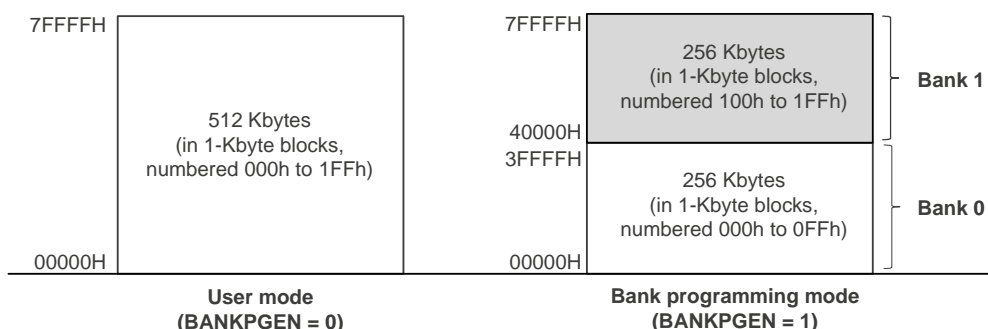 7FFFFH
512 Kbytes
(in 1-Kbyte blocks,
numbered 000h to 1FFh)
00000H
User mode
(BANKPGEN = 0)
7FFFFH
256 Kbytes
(in 1-Kbyte blocks,
numbered 100h to 1FFh)
40000H
Bank 1
3FFFFH
256 Kbytes
(in 1-Kbyte blocks,
numbered 000h to 0FFh)
00000H
Bank 0
Bank programming mode
(BANKPGEN = 1)